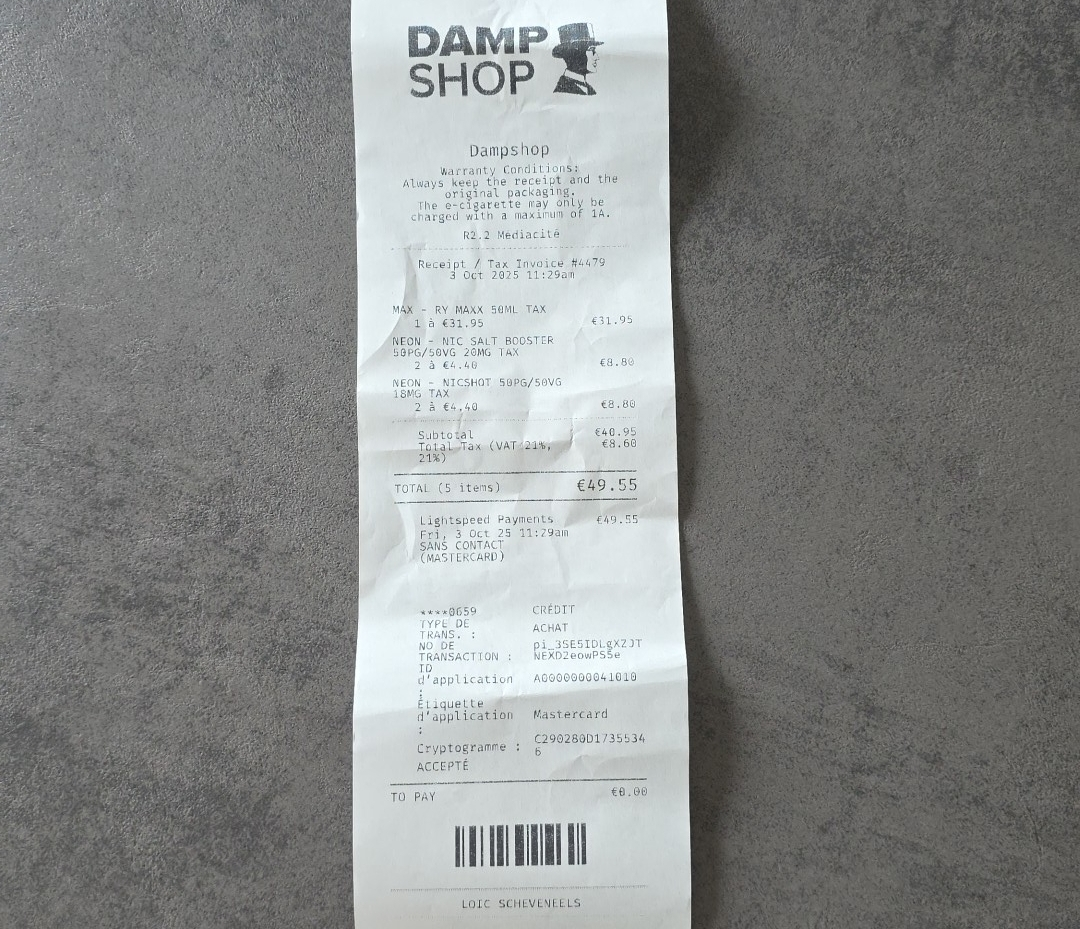 DAMP
SHOP
Dampshop
Warranty Conditions:
Always keep the receipt and the
original packaging.
The e-cigarette may only be
charged with a maximum of 1A.
R2.2 Mediacité
Receipt / Tax Invoice #4479
3 Oct 2025 11:29am
MAX - RY MAXX 50ML TAX
1 à €31.95 €31.95
NEON - NIC SALT BOOSTER
50PG/50VG 20MG TAX
2 à €4.40 €8.80
NEON - NICSHOT 50PG/50VG
18MG TAX
2 à €4.40 €8.80
Subtotal €40.95
Total Tax (VAT 21%, €8.60
21%)
TOTAL (5 items) €49.55
Lightspeed Payments €49.55
Fri, 3 Oct 25 11:29am
SANS CONTACT
(MASTERCARD)
****0659 CRÉDIT
TYPE DE
TRANS. : ACHAT
NO DE pi_3SE5IDLgXZJT
TRANSACTION : NEXO2eowPS5e
ID
d'application A0000000041010
:
Étiquette
d'application Mastercard
:
Cryptogramme : C290280D1735534
6
ACCEPTÉ
TO PAY €0.00
LOIC SCHEVENEELS